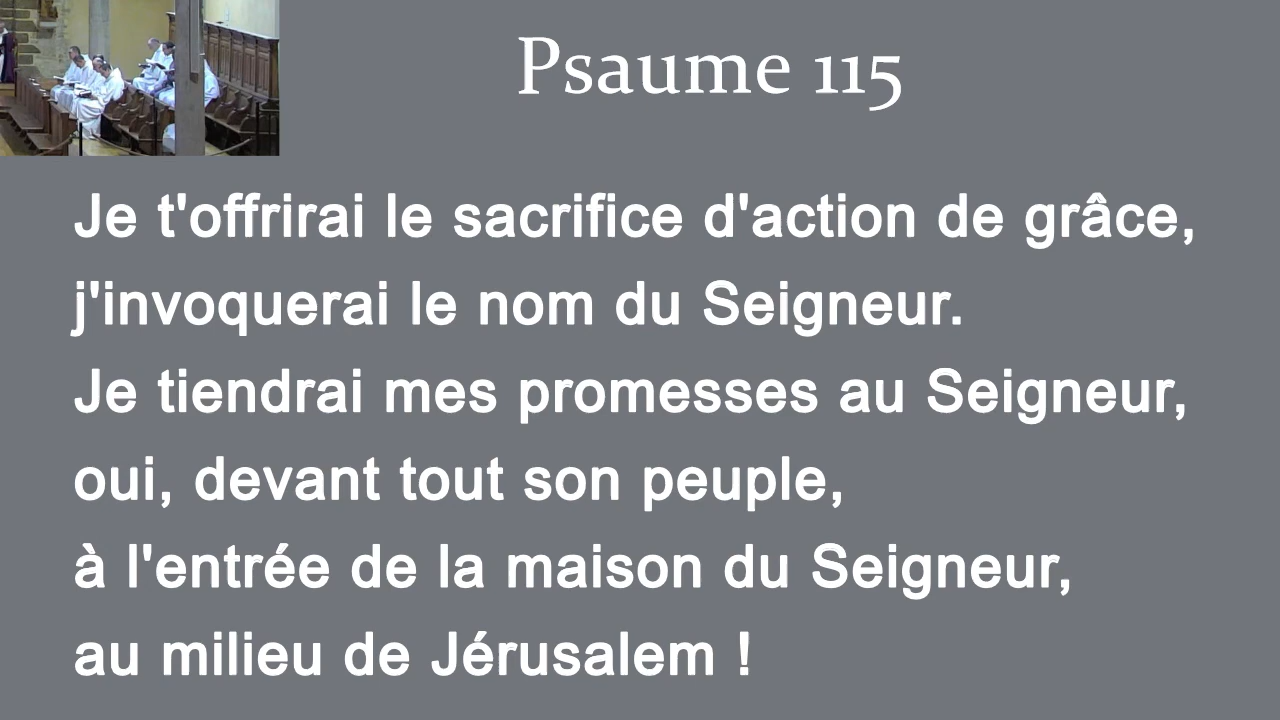 Psaume 115
Je t'offrirai le sacrifice d'action de grâce,
j'invoquerai le nom du Seigneur.
Je tiendrai mes promesses au Seigneur,
oui, devant tout son peuple,
à l'entrée de la maison du Seigneur,
au milieu de Jérusalem !